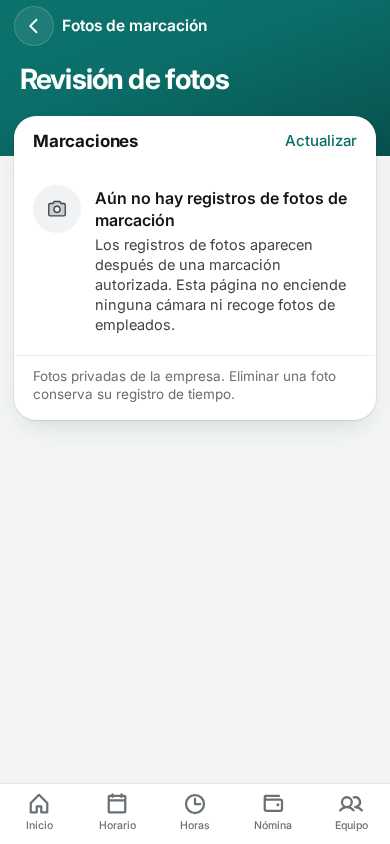 Fotos de marcación
Revisión de fotos
Marcaciones
Actualizar
Aún no hay registros de fotos de
marcación
Los registros de fotos aparecen
después de una marcación
autorizada. Esta página no enciende
ninguna cámara ni recoge fotos de
empleados.
Fotos privadas de la empresa. Eliminar una foto
conserva su registro de tiempo.
Inicio
Horario
Horas
Nómina
Equipo